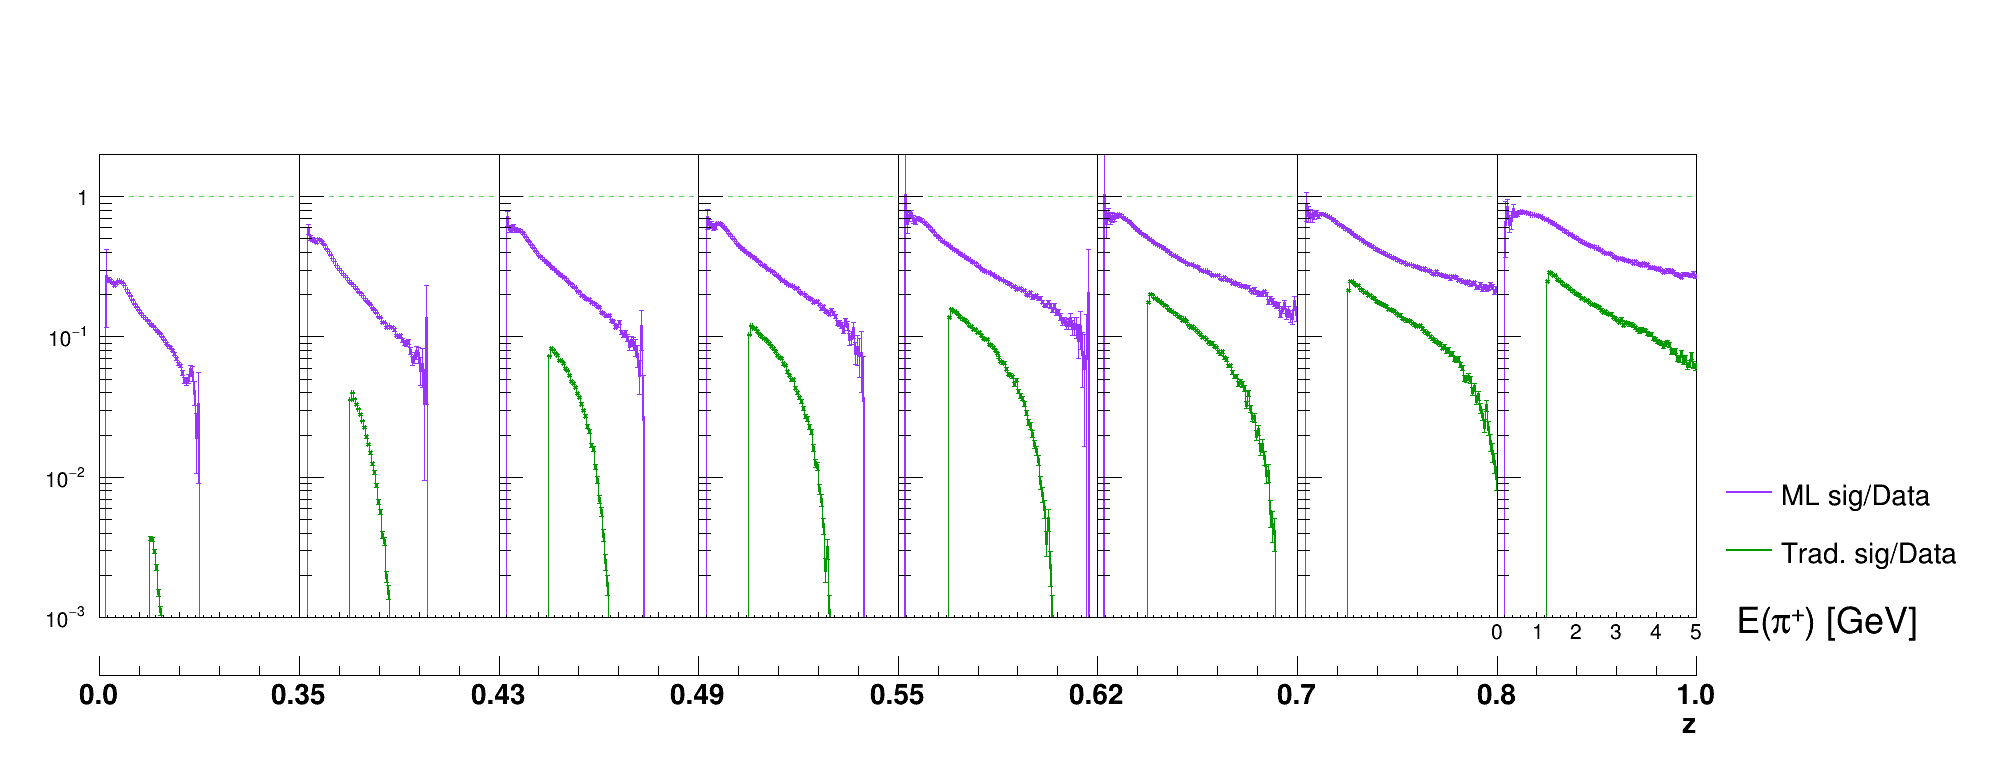 1
10⁻¹
10⁻²
10⁻³
ML sig/Data
Trad. sig/Data
E(π⁺) [GeV]
0 1 2 3 4 5
0.0 0.35 0.43 0.49 0.55 0.62 0.7 0.8 1.0
z